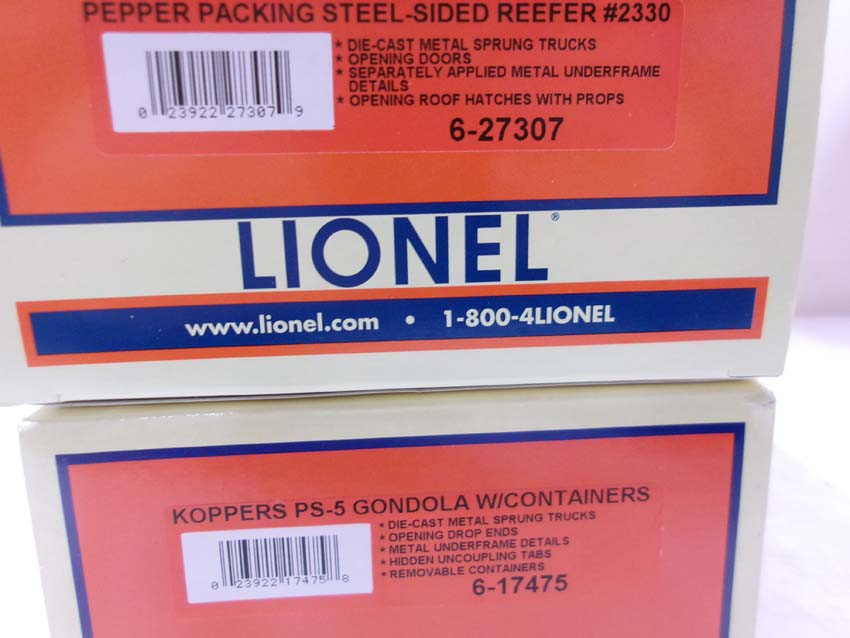 PEPPER PACKING STEEL-SIDED REEFER #2330
* DIE-CAST METAL SPRUNG TRUCKS
* OPENING DOORS
* SEPARATELY APPLIED METAL UNDERFRAME
DETAILS
* OPENING ROOF HATCHES WITH PROPS
0 23922 27307 9
6-27307
LIONEL®
www.lionel.com • 1-800-4LIONEL
KOPPERS PS-5 GONDOLA W/CONTAINERS
* DIE-CAST METAL SPRUNG TRUCKS
* OPENING DROP ENDS
* METAL UNDERFRAME DETAILS
* HIDDEN UNCOUPLING TABS
* REMOVABLE CONTAINERS
0 23922 17475 8
6-17475